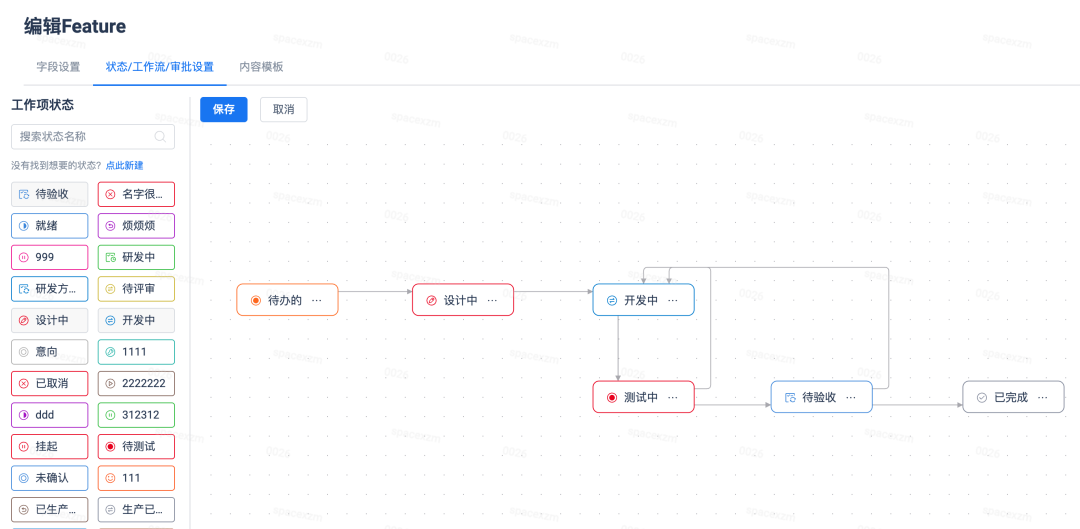 编辑Feature
字段设置 状态/工作流/审批设置 内容模板
工作项状态
保存 取消
搜索状态名称
没有找到想要的状态? 点此新建
待验收 名字很...
就绪 烦烦烦
999 研发中
研发方... 待评审
设计中 开发中
意向 1111
已取消 2222222
ddd 312312
挂起 待测试
未确认 111
已生产... 生产已...
待办的 ···
设计中 ···
开发中 ···
测试中 ···
待验收 ···
已完成 ···
spacexzm
0026